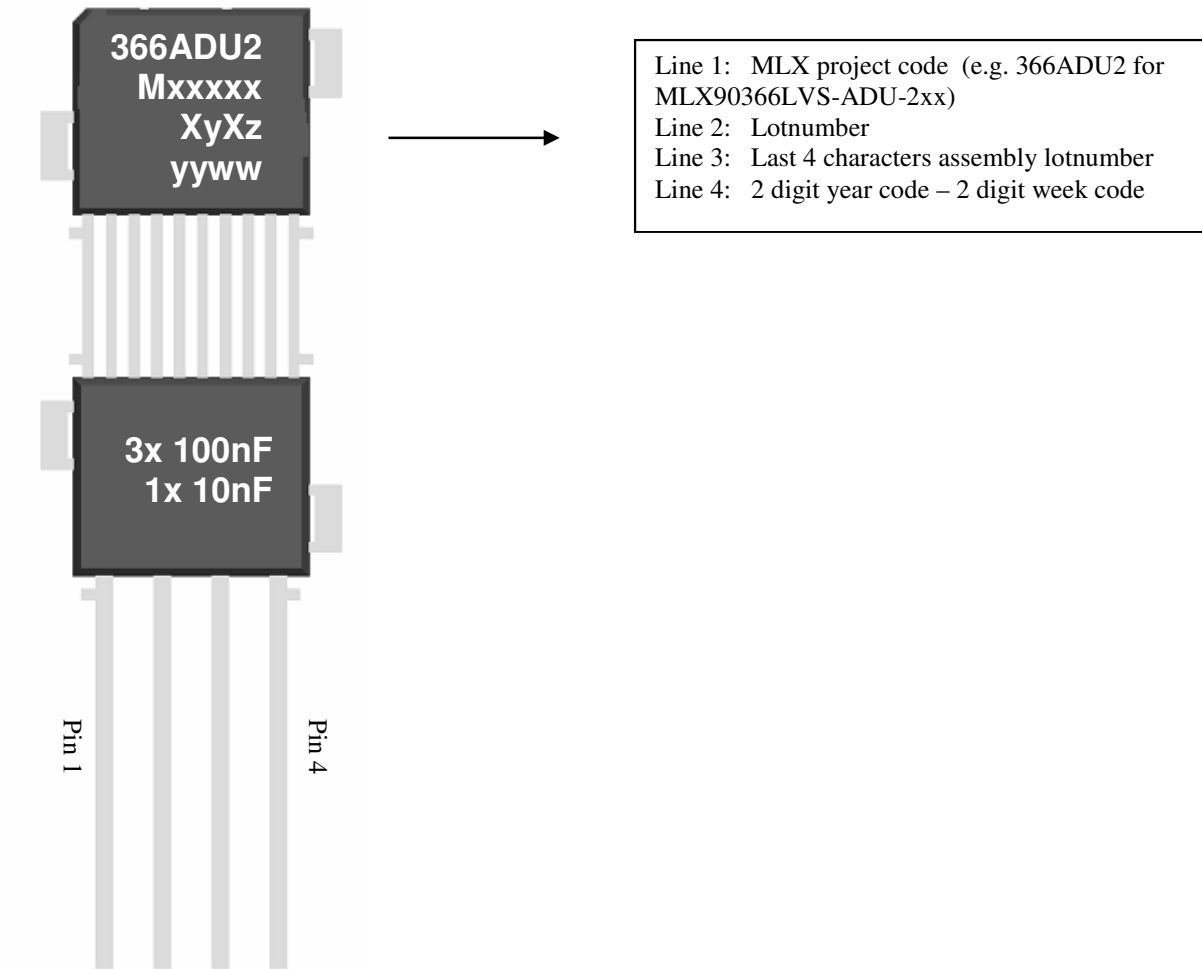 366ADU2
Mxxxxx
XyXz
yyww
Line 1: MLX project code (e.g. 366ADU2 for
MLX90366LVS-ADU-2xx)
Line 2: Lotnumber
Line 3: Last 4 characters assembly lotnumber
Line 4: 2 digit year code – 2 digit week code
3x 100nF
1x 10nF
Pin 1
Pin 4